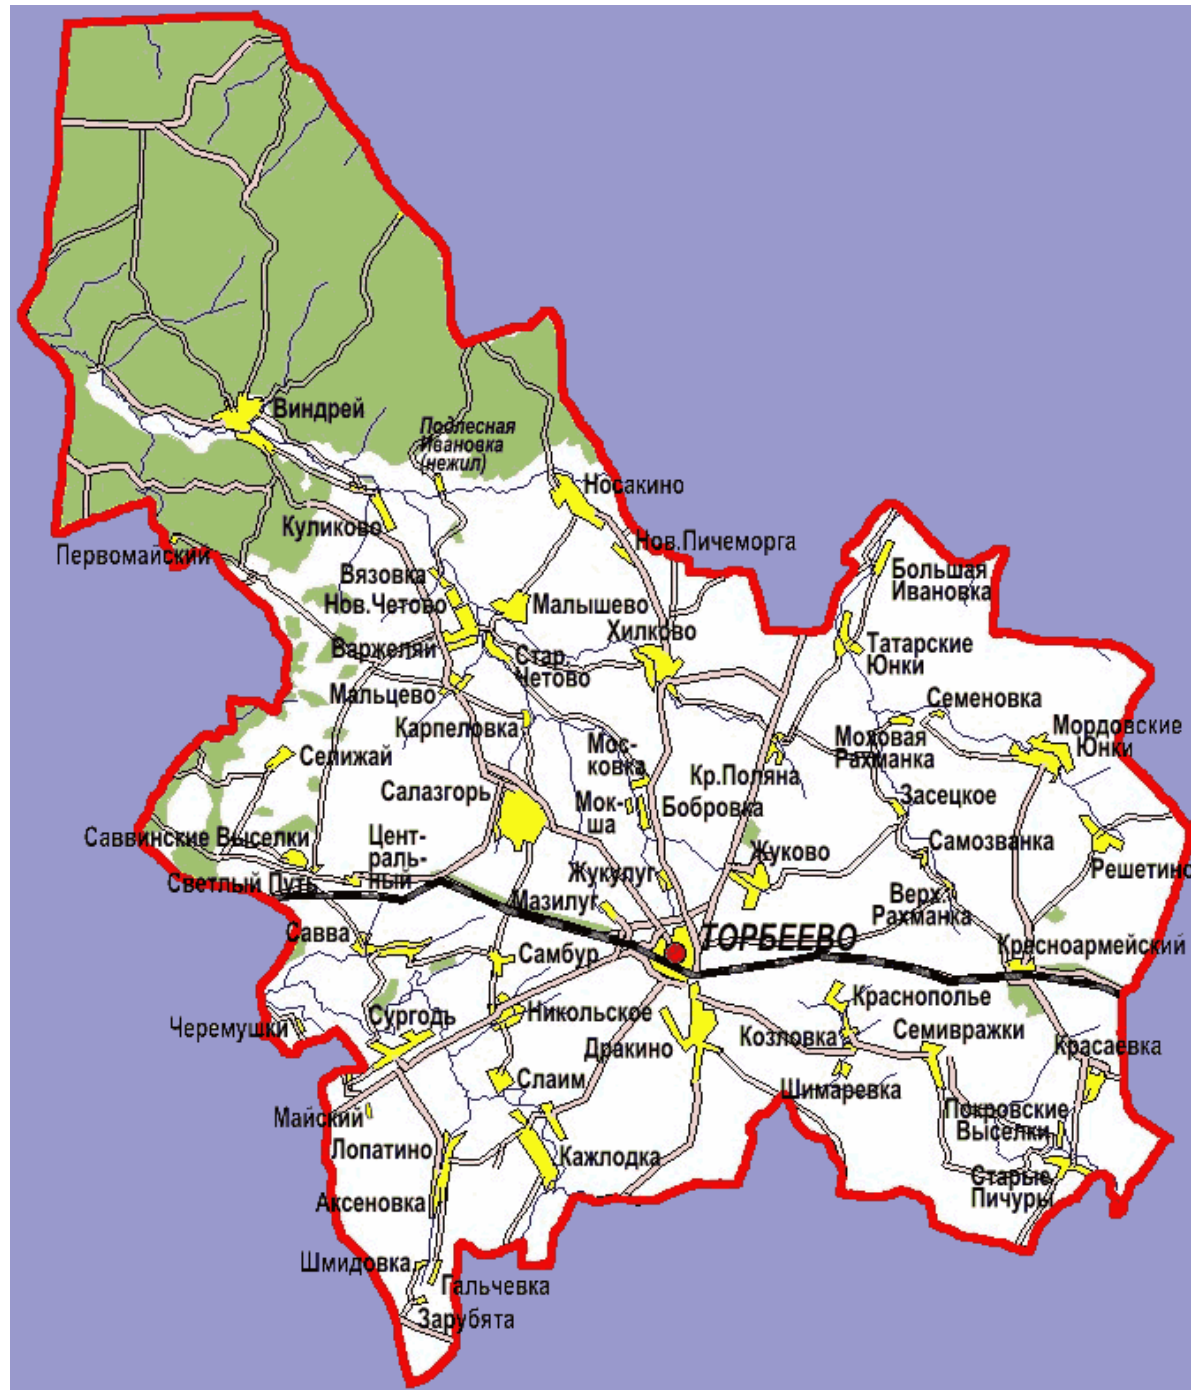 Виндрей
Подлесная
Ивановка
(нежил)
Носакино
Куликово
Первомайский
Нов.Пичеморга
Вязовка
Большая
Ивановка
Нов.Четово
Малышево
Хилково
Варжеляй
Стар.
Четово
Татарские
Юнки
Мальцево
Семеновка
Карпеловка
Мордовские
Юнки
Моховая
Рахманка
Селижай
Мос-
ковка
Кр.Поляна
Салазгорь
Мок-
ша
Бобровка
Засецкое
Саввинские Выселки
Цент-
раль-
ный
Самозванка
Жуково
Решетино
Светлый Путь
Жукулуг
Мазилуг
Верх.
Рахманка
Савва
ТОРБЕЕВО
Красноармейский
Самбур
Краснополье
Черемушки
Сургодь
Никольское
Дракино
Козловка
Семивражки
Красаевка
Слаим
Шимаревка
Майский
Покровские
Выселки
Лопатино
Кажлодка
Старые
Пичуры
Аксеновка
Шмидовка
Гальчевка
Зарубята